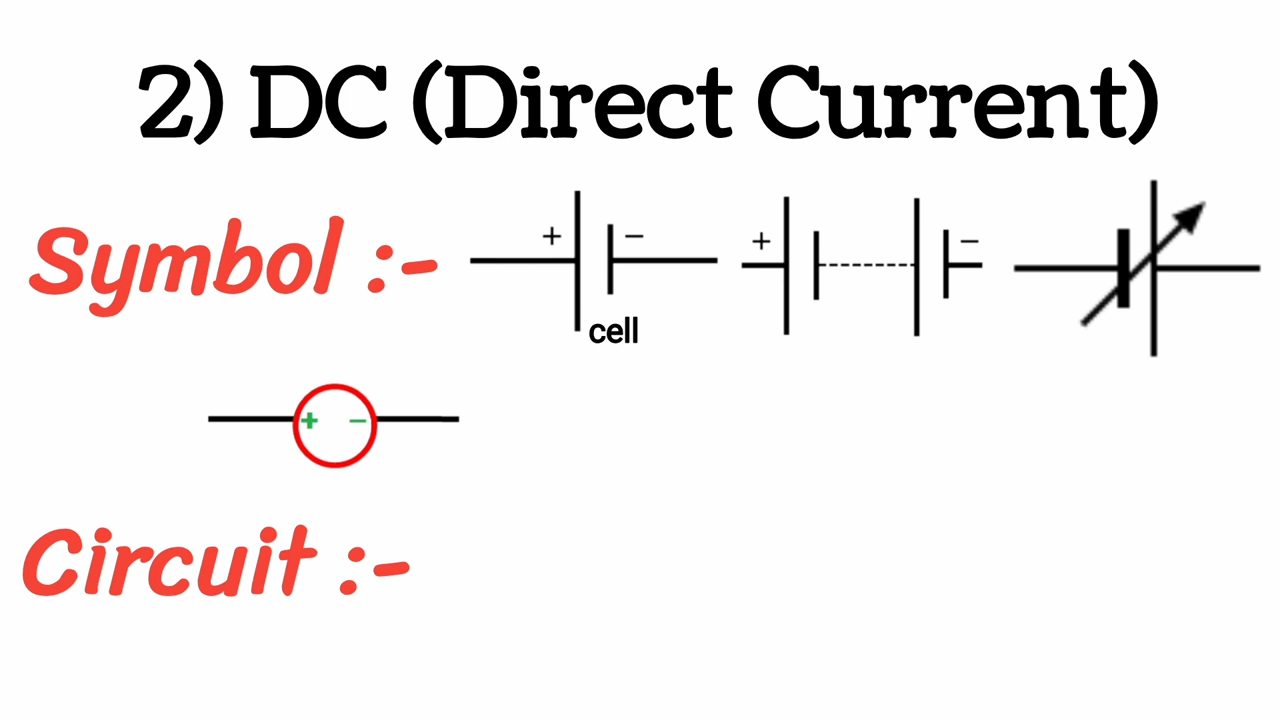 2) DC (Direct Current)
Symbol :-
+ −
cell
+ −
+ −
Circuit :-